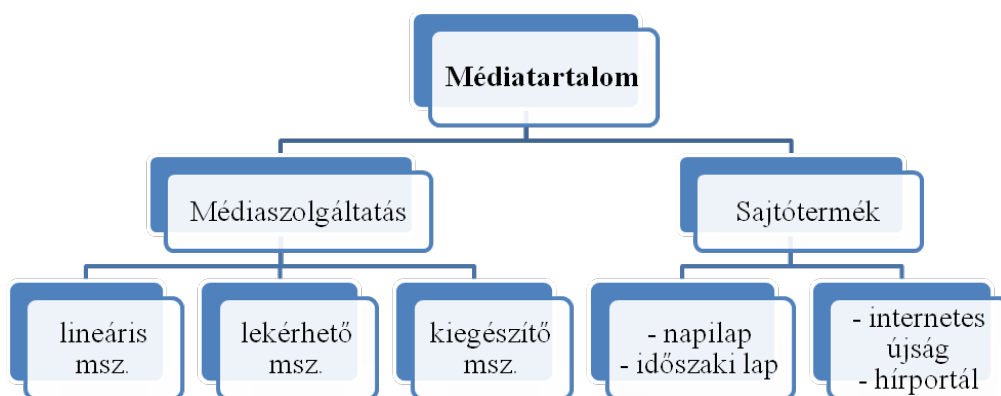 Médiatartalom
Médiaszolgáltatás
Sajtótermék
lineáris
msz.
lekérhető
msz.
kiegészítő
msz.
- napilap
- időszaki lap
- internetes
újság
- hírportál